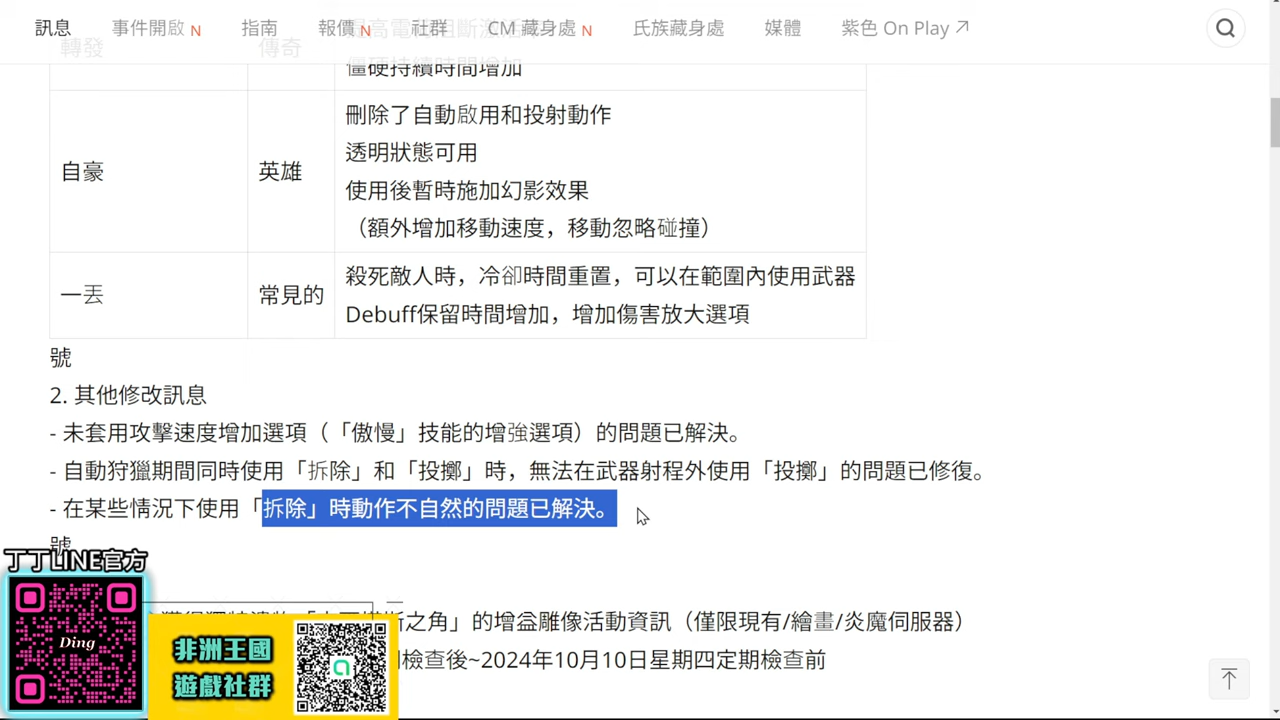 訊息 事件開啟 N 指南 報價 N 社群 CM 藏身處 N 氏族藏身處 媒體 紫色 On Play
轉發 傳奇
僵硬持續時間增加
自豪 英雄 刪除了自動啟用和投射動作
透明狀態可用
使用後暫時施加幻影效果
（額外增加移動速度，移動忽略碰撞）
一丟 常見的 殺死敵人時，冷卻時間重置，可以在範圍內使用武器
Debuff保留時間增加，增加傷害放大選項
號
2. 其他修改訊息
- 未套用攻擊速度增加選項（「傲慢」技能的增強選項）的問題已解決。
- 自動狩獵期間同時使用「拆除」和「投擲」時，無法在武器射程外使用「投擲」的問題已修復。
- 在某些情況下使用「拆除」時動作不自然的問題已解決。
號
丁丁LINE官方
Ding
非洲王國
遊戲社群
之角」的增益雕像活動資訊（僅限現有/繪畫/炎魔伺服器）
檢查後~2024年10月10日星期四定期檢查前